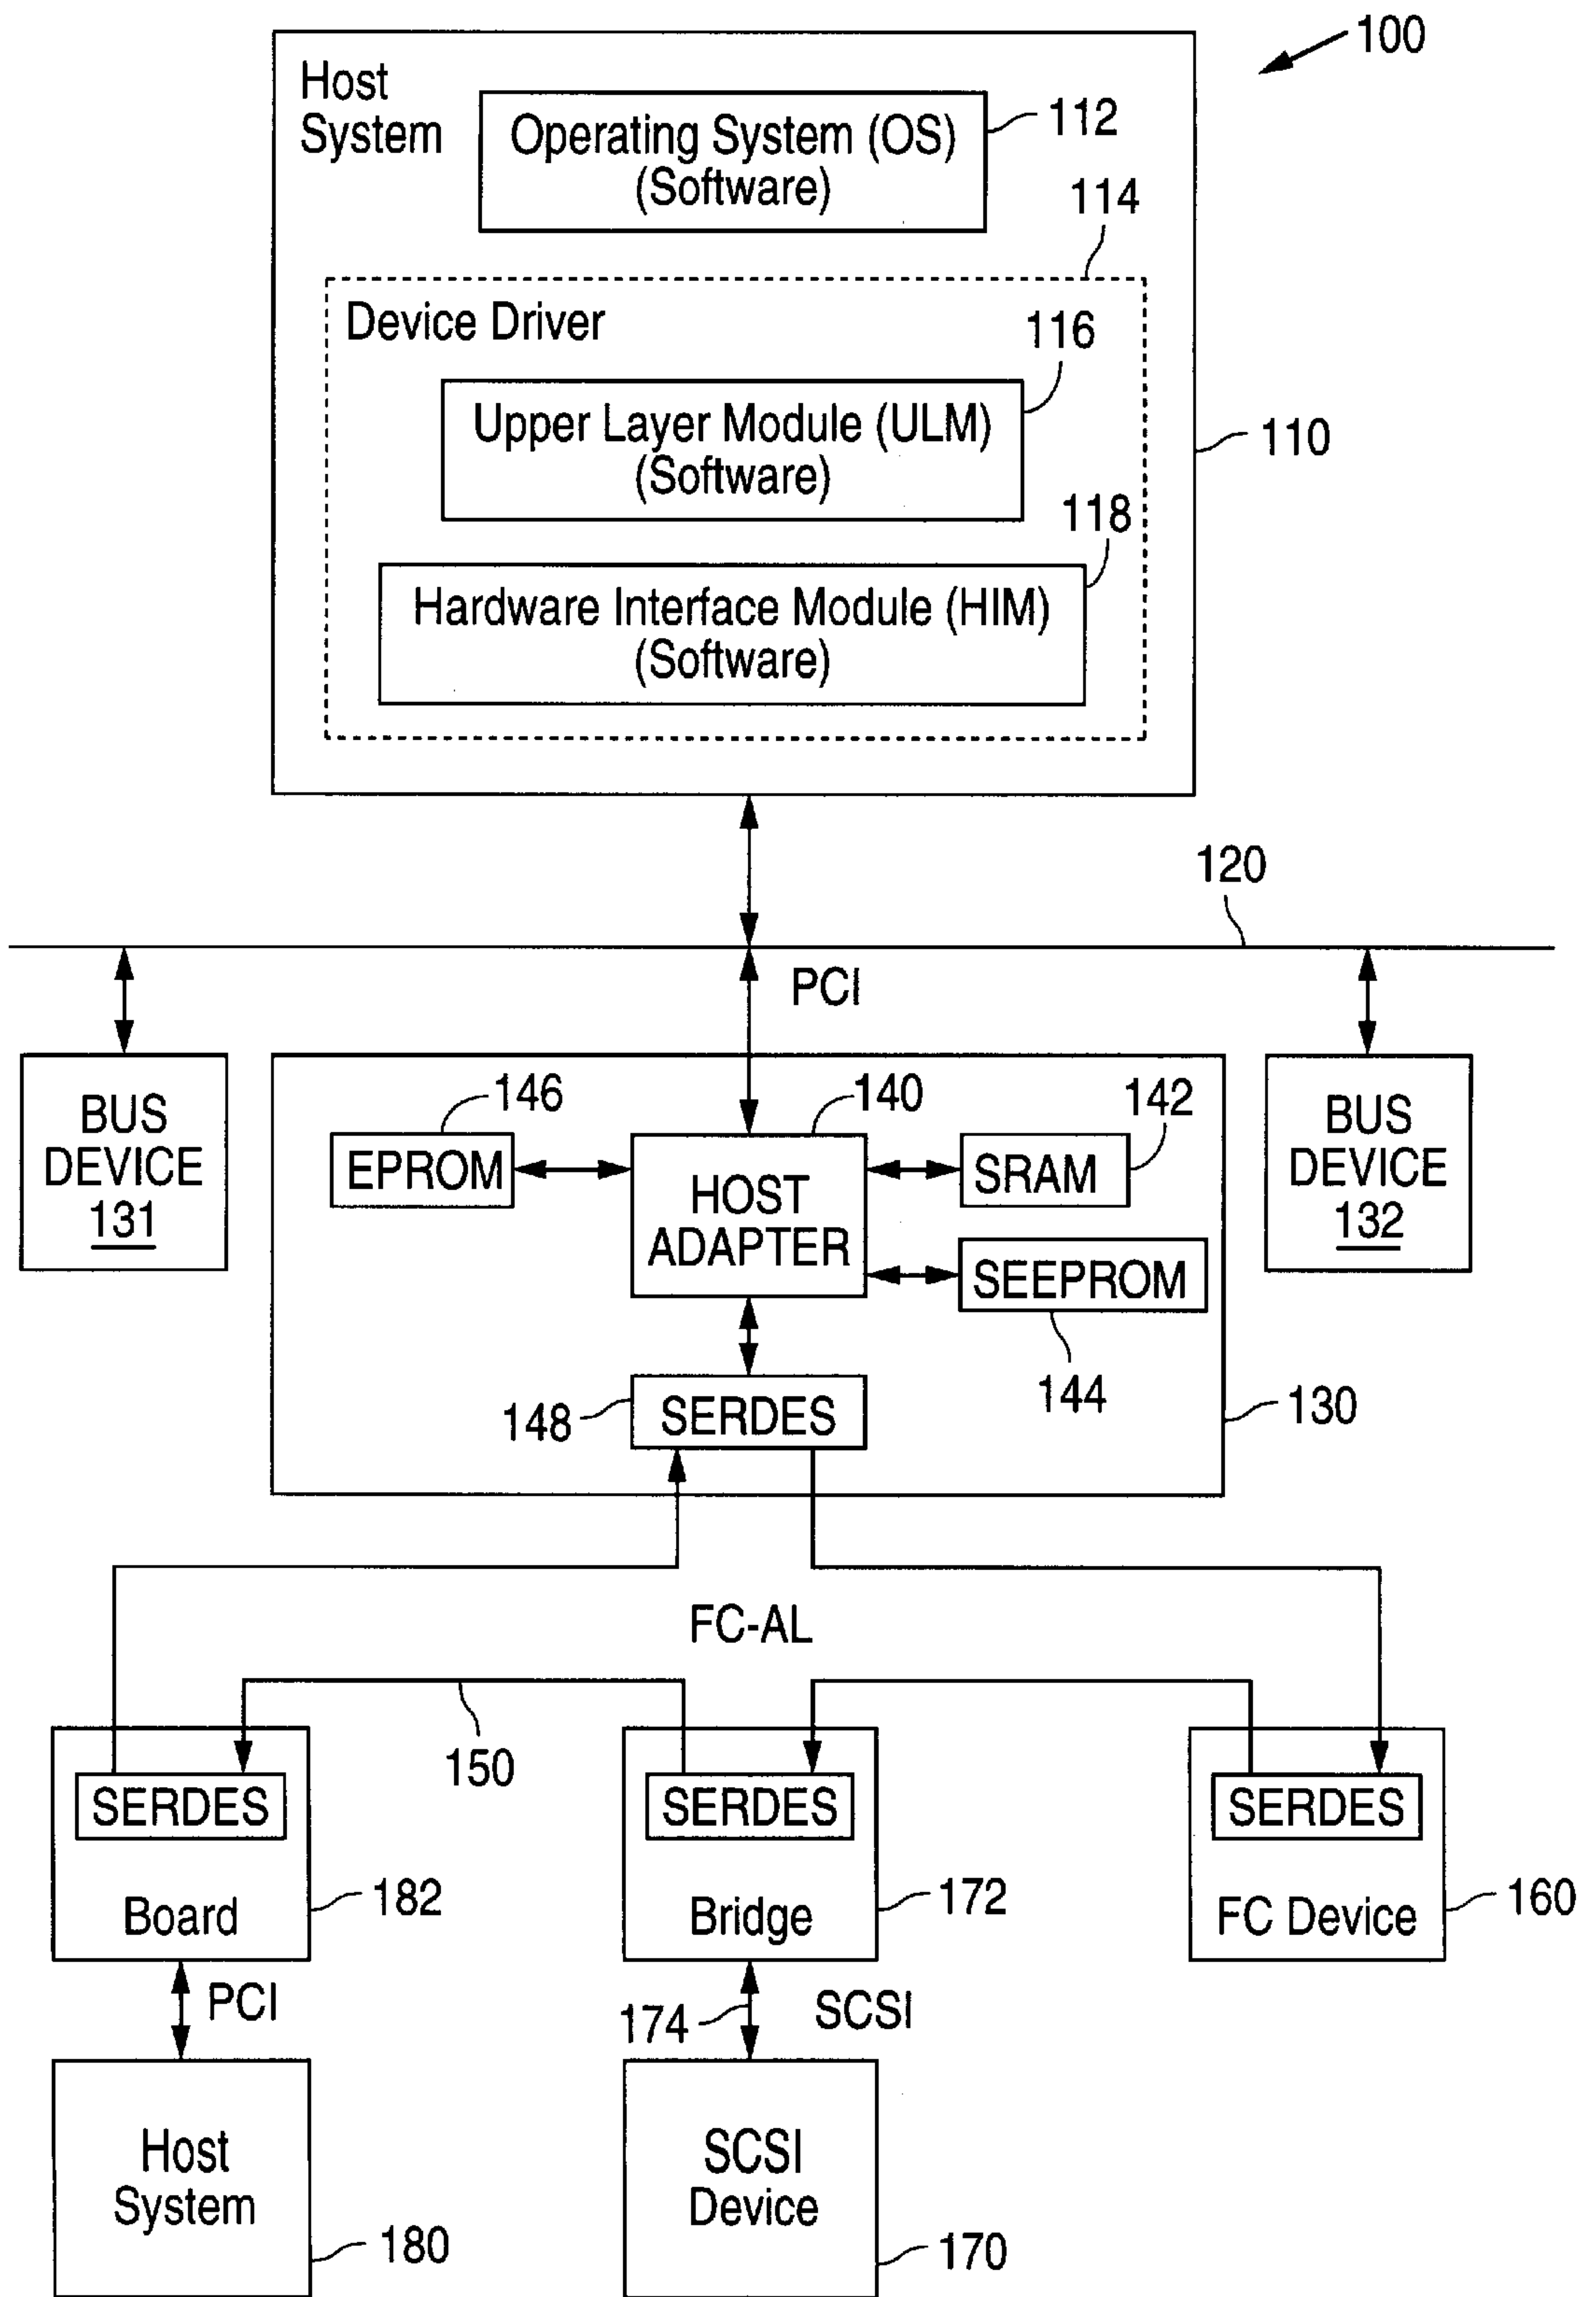 100
Host
System
Operating System (OS)
(Software)
112
114
Device Driver
116
Upper Layer Module (ULM)
(Software)
110
118
Hardware Interface Module (HIM)
(Software)
120
PCI
BUS
DEVICE
131
146
EPROM
140
HOST
ADAPTER
142
SRAM
SEEPROM
144
148
SERDES
130
BUS
DEVICE
132
FC-AL
150
SERDES
Board
182
SERDES
Bridge
172
SERDES
FC Device
160
PCI
174
SCSI
Host
System
180
SCSI
Device
170